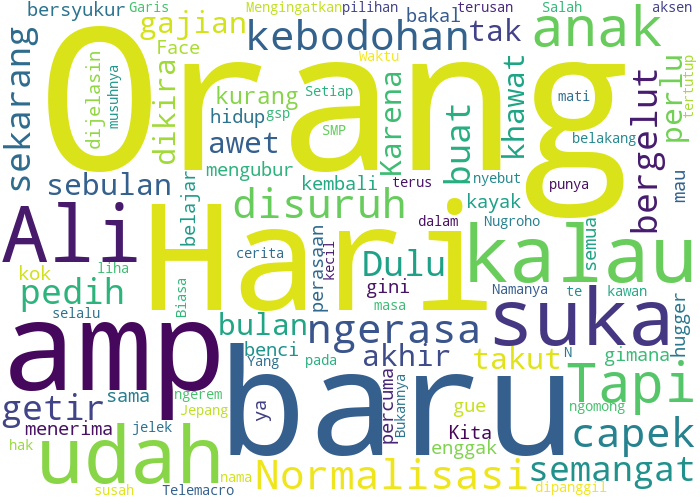 bersyukur
Garis
Mengingatkan
pilihan
terusan
Salah
aksen
gajian
bakal
kebodohan
tak
anak
Face
Waktu
Orang
sekarang
dijelasin
musuhnya
dikira
kurang
Setiap
Karena
buat
khawat
mati
perlu
tertutup
hidup
gsp
awet
SMP
belakang
bergelut
mengubur
sebulan
belajar
kembali
terus
nyebut
punya
mau
disuruh
kayak
Ali
Hari
dalam
Nugroho
kalau
semua
cerita
perasaan
kecil
Dulu
kok
liha
pedih
Biasa
gini
masa
Namanya
te
kawan
hugger
selalu
amp
bulan
ngerasa
suka
benci
Yang
pada
akhir
takut
N
gimana
baru
sama
ngerem
percuma
Bukannya
Tapi
getir
Jepang
ya
gue
ngomong
menerima
jelek
Kita
capek
hak
udah
enggak
nama
Normalisasi
semangat
susah
Telemacro
dipanggil